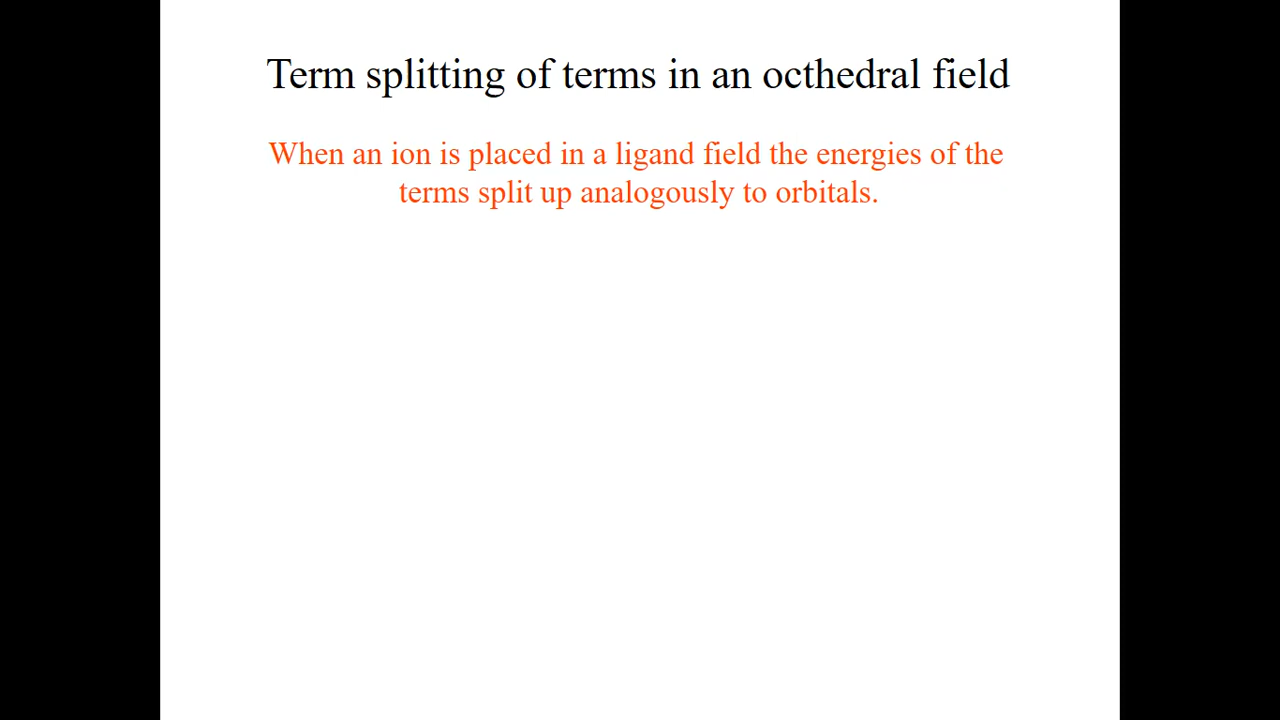 Term splitting of terms in an octhedral field
When an ion is placed in a ligand field the energies of the
terms split up analogously to orbitals.